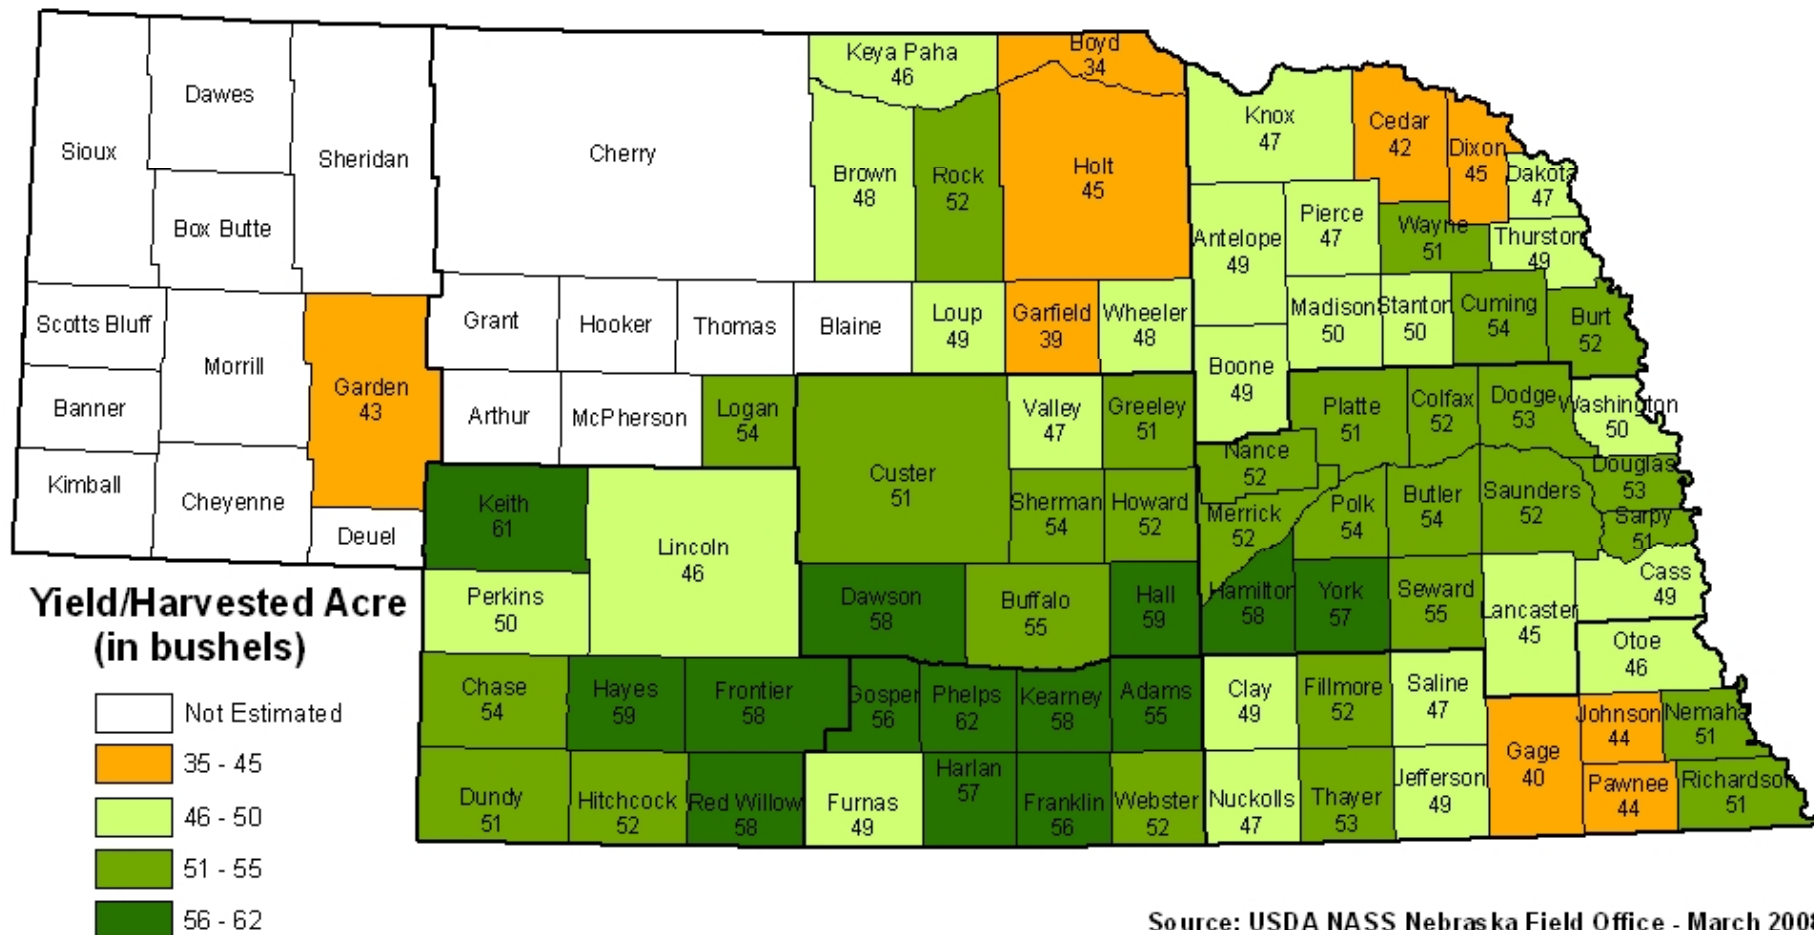 Keya Paha
46
Boyd
34
Dawes
Sioux
Sheridan
Cherry
Box Butte
Brown
48
Rock
52
Holt
45
Knox
47
Cedar
42
Dixon
45
Dakota
47
Antelope
49
Pierce
47
Wayne
51
Thurston
49
Scotts Bluff
Morrill
Garden
43
Grant
Hooker
Thomas
Blaine
Loup
49
Garfield
39
Wheeler
48
Boone
49
Madison
50
Stanton
50
Cuming
54
Burt
52
Banner
Arthur
McPherson
Logan
54
Custer
51
Valley
47
Greeley
51
Platte
51
Colfax
52
Dodge
53
Washington
50
Kimball
Cheyenne
Deuel
Keith
61
Lincoln
46
Sherman
54
Howard
52
Nance
52
Merrick
52
Polk
54
Butler
54
Saunders
52
Douglas
53
Sarpy
51
Perkins
50
Dawson
58
Buffalo
55
Hall
59
Hamilton
58
York
57
Seward
55
Lancaster
45
Cass
49
Otoe
46
Chase
54
Hayes
59
Frontier
58
Gosper
56
Phelps
62
Kearney
58
Adams
55
Clay
49
Fillmore
52
Saline
47
Gage
40
Johnson
44
Nemaha
51
Dundy
51
Hitchcock
52
Red Willow
58
Furnas
49
Harlan
57
Franklin
56
Webster
52
Nuckolls
47
Thayer
53
Jefferson
49
Pawnee
44
Richardson
51
Yield/Harvested Acre
(in bushels)
Not Estimated
35 - 45
46 - 50
51 - 55
56 - 62
Source: USDA NASS Nebraska Field Office - March 2008